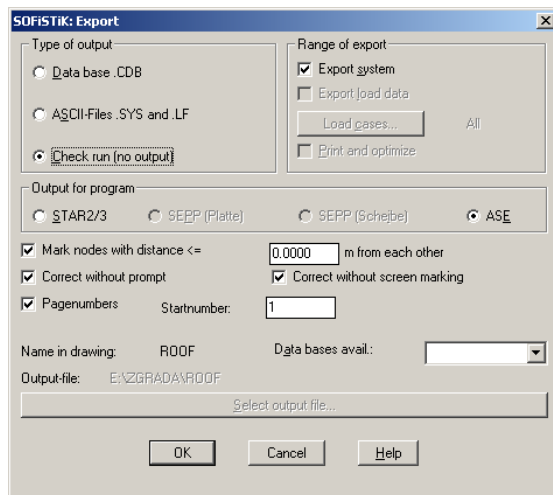 SOFiSTiK: Export
Type of output
Data base .CDB
ASCII-Files .SYS and .LF
Check run (no output)
Range of export
Export system
Export load data
Load cases... All
Print and optimize
Output for program
STAR2/3 SEPP (Platte) SEPP (Scheibe) ASE
Mark nodes with distance <= 0.0000 m from each other
Correct without prompt Correct without screen marking
Pagenumbers Startnumber: 1
Name in drawing: ROOF Data bases avail.:
Output-file: E:\ZGRADA\ROOF
Select output file...
OK Cancel Help